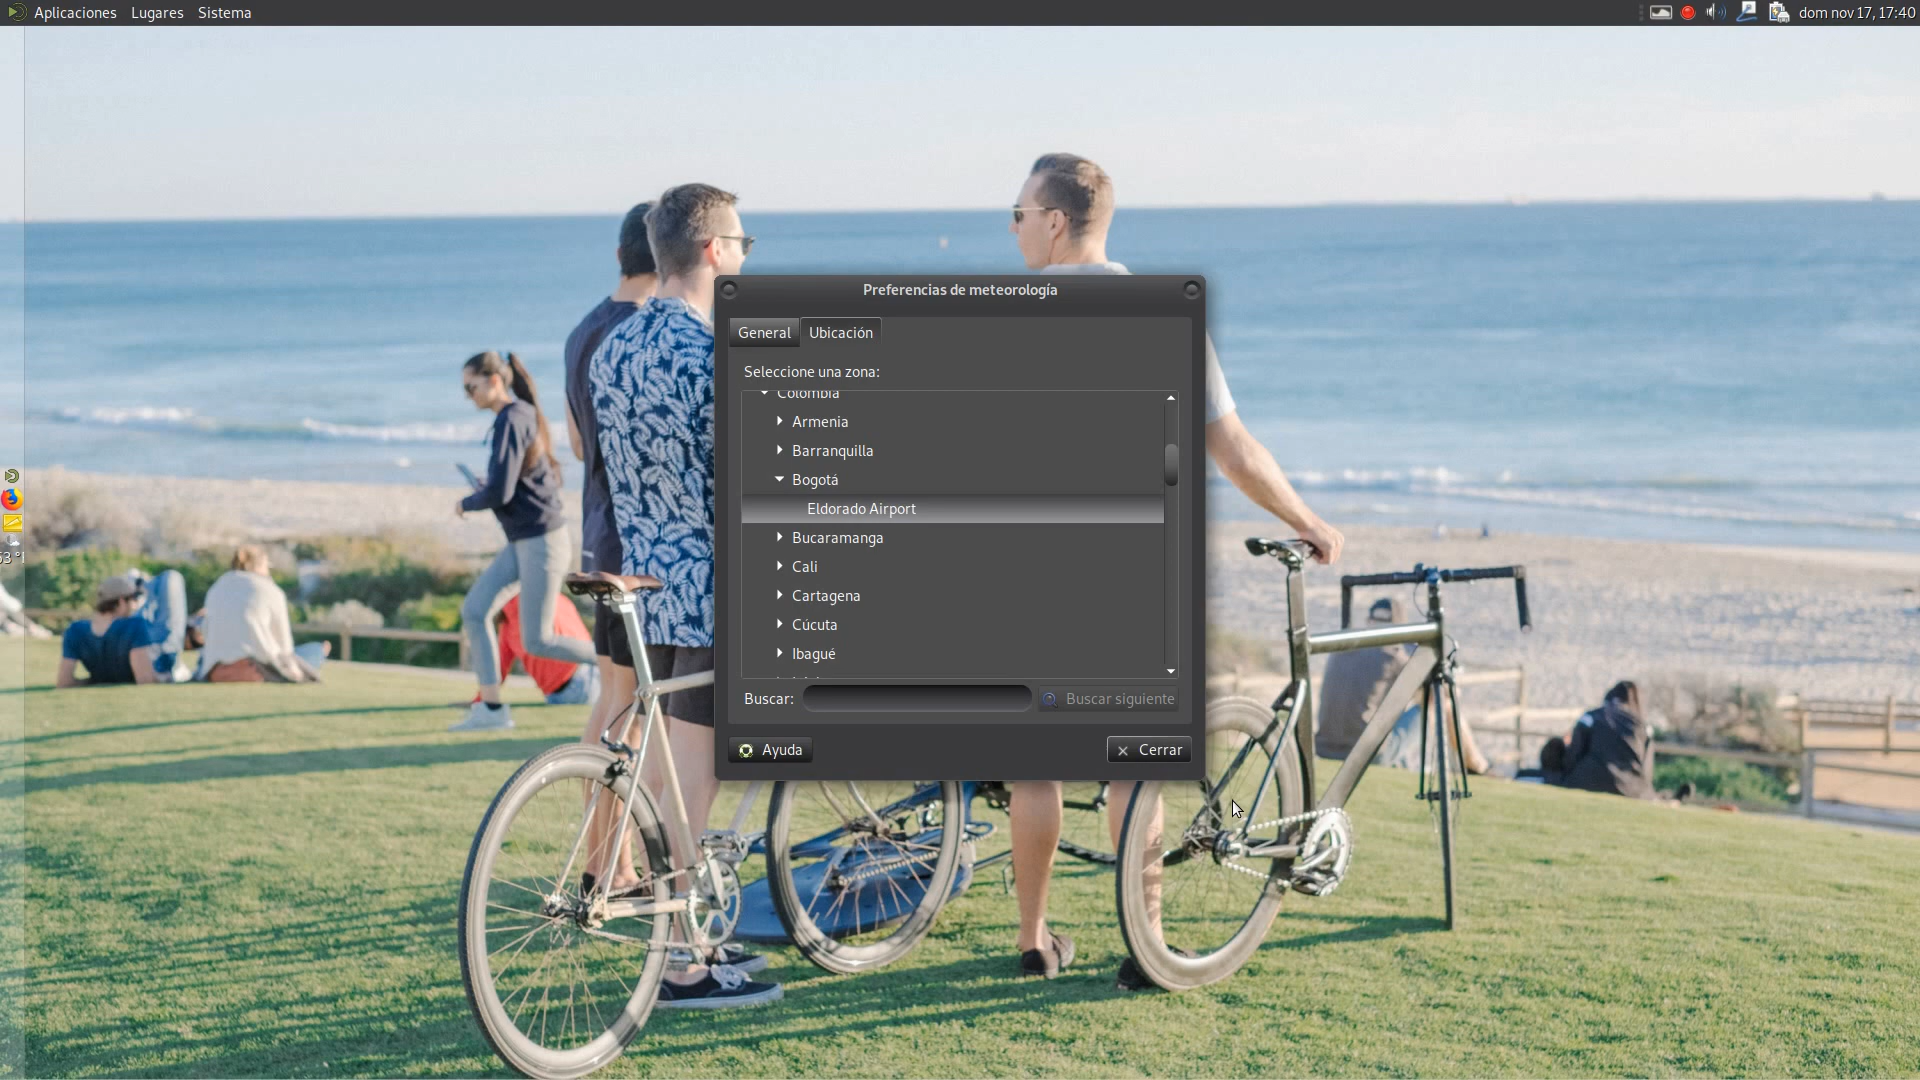 Aplicaciones Lugares Sistema
dom nov 17, 17:40
Preferencias de meteorología
General Ubicación
Seleccione una zona:
Colombia
Armenia
Barranquilla
Bogotá
Eldorado Airport
Bucaramanga
Cali
Cartagena
Cúcuta
Ibagué
Buscar: Buscar siguiente
Ayuda Cerrar